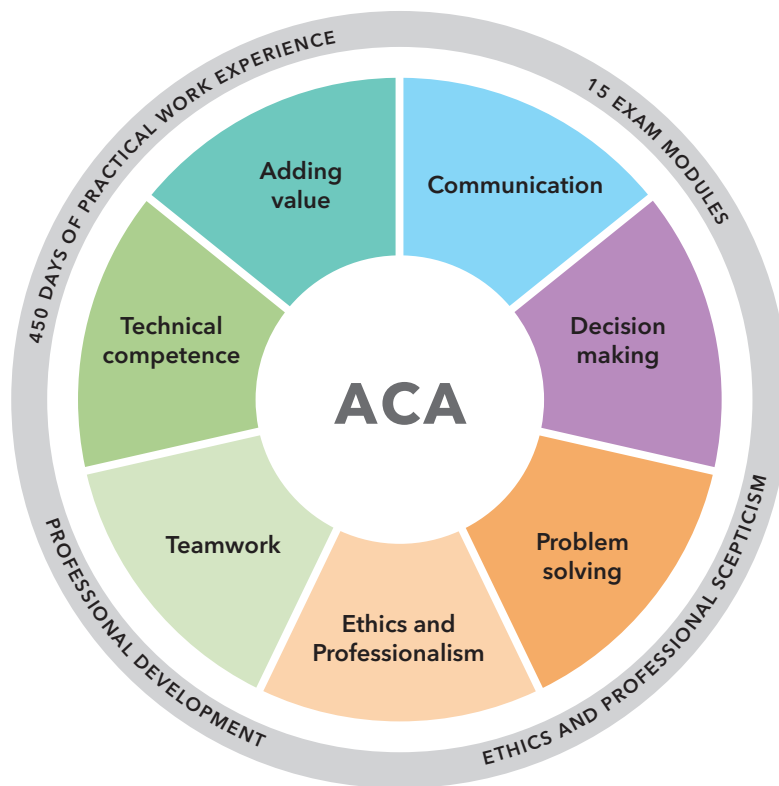 450 DAYS OF PRACTICAL WORK EXPERIENCE
15 EXAM MODULES
Adding
value
Communication
Technical
competence
Decision
making
ACA
Teamwork
Problem
solving
Ethics and
Professionalism
PROFESSIONAL DEVELOPMENT
ETHICS AND PROFESSIONAL SCEPTICISM